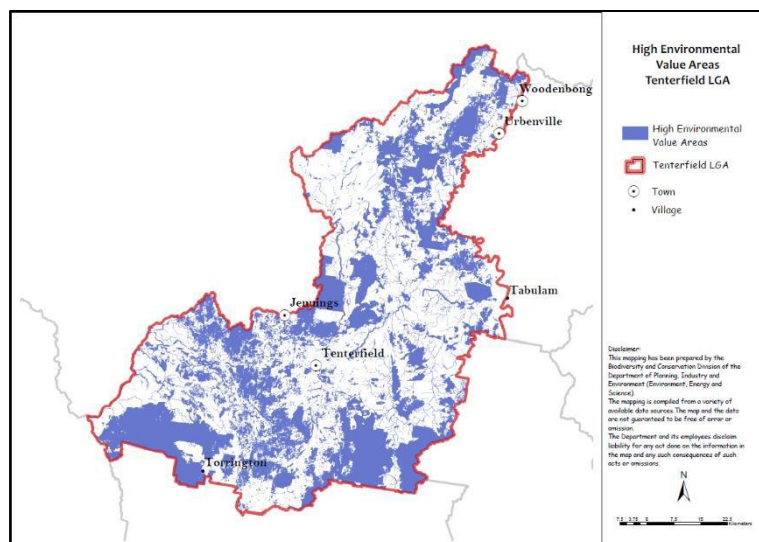 High Environmental
Value Areas
Tenterfield LGA
High Environmental
Value Areas
Tenterfield LGA
Town
Village
Woodenbong
Urbenville
Tabulam
Jennings
Tenterfield
Torrington
Disclaimer:
This mapping has been prepared by the
Biodiversity and Conservation Division of the
Department of Planning, Industry and
Environment (Environment, Energy and
Science)
The mapping is compiled from a variety of
available data sources. The map and the data
are not guaranteed to be free of error or
omission.
The Department and its employees disclaim
liability for any act done on the information in
the map and any such consequences of such
acts or omissions.
N
7.5 3.75 0 7.5 15 22.5
Kilometers